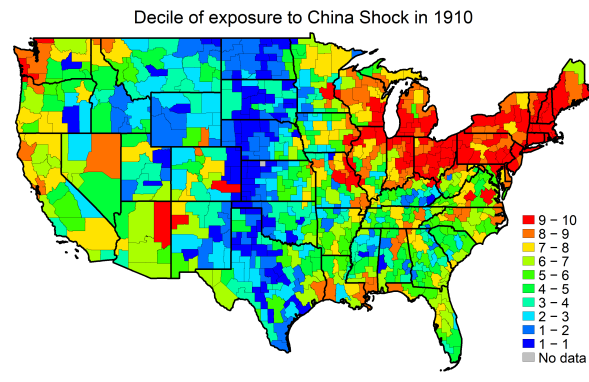 Decile of exposure to China Shock in 1910
9 – 10
8 – 9
7 – 8
6 – 7
5 – 6
4 – 5
3 – 4
2 – 3
1 – 2
1 – 1
No data